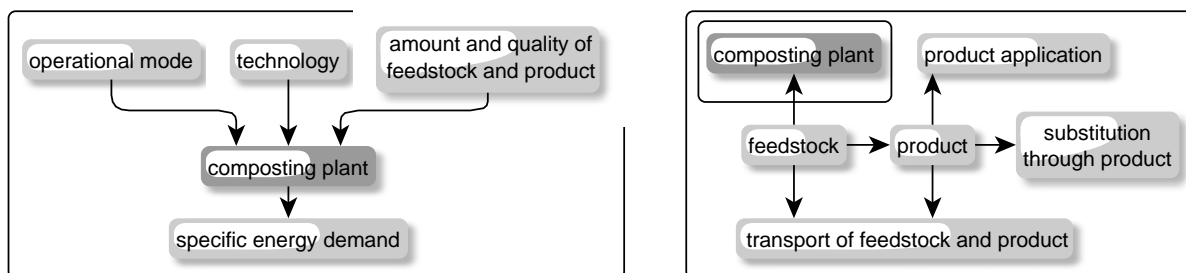 operational mode
technology
amount and quality of
feedstock and product
composting plant
specific energy demand
composting plant
product application
feedstock
product
substitution
through product
transport of feedstock and product